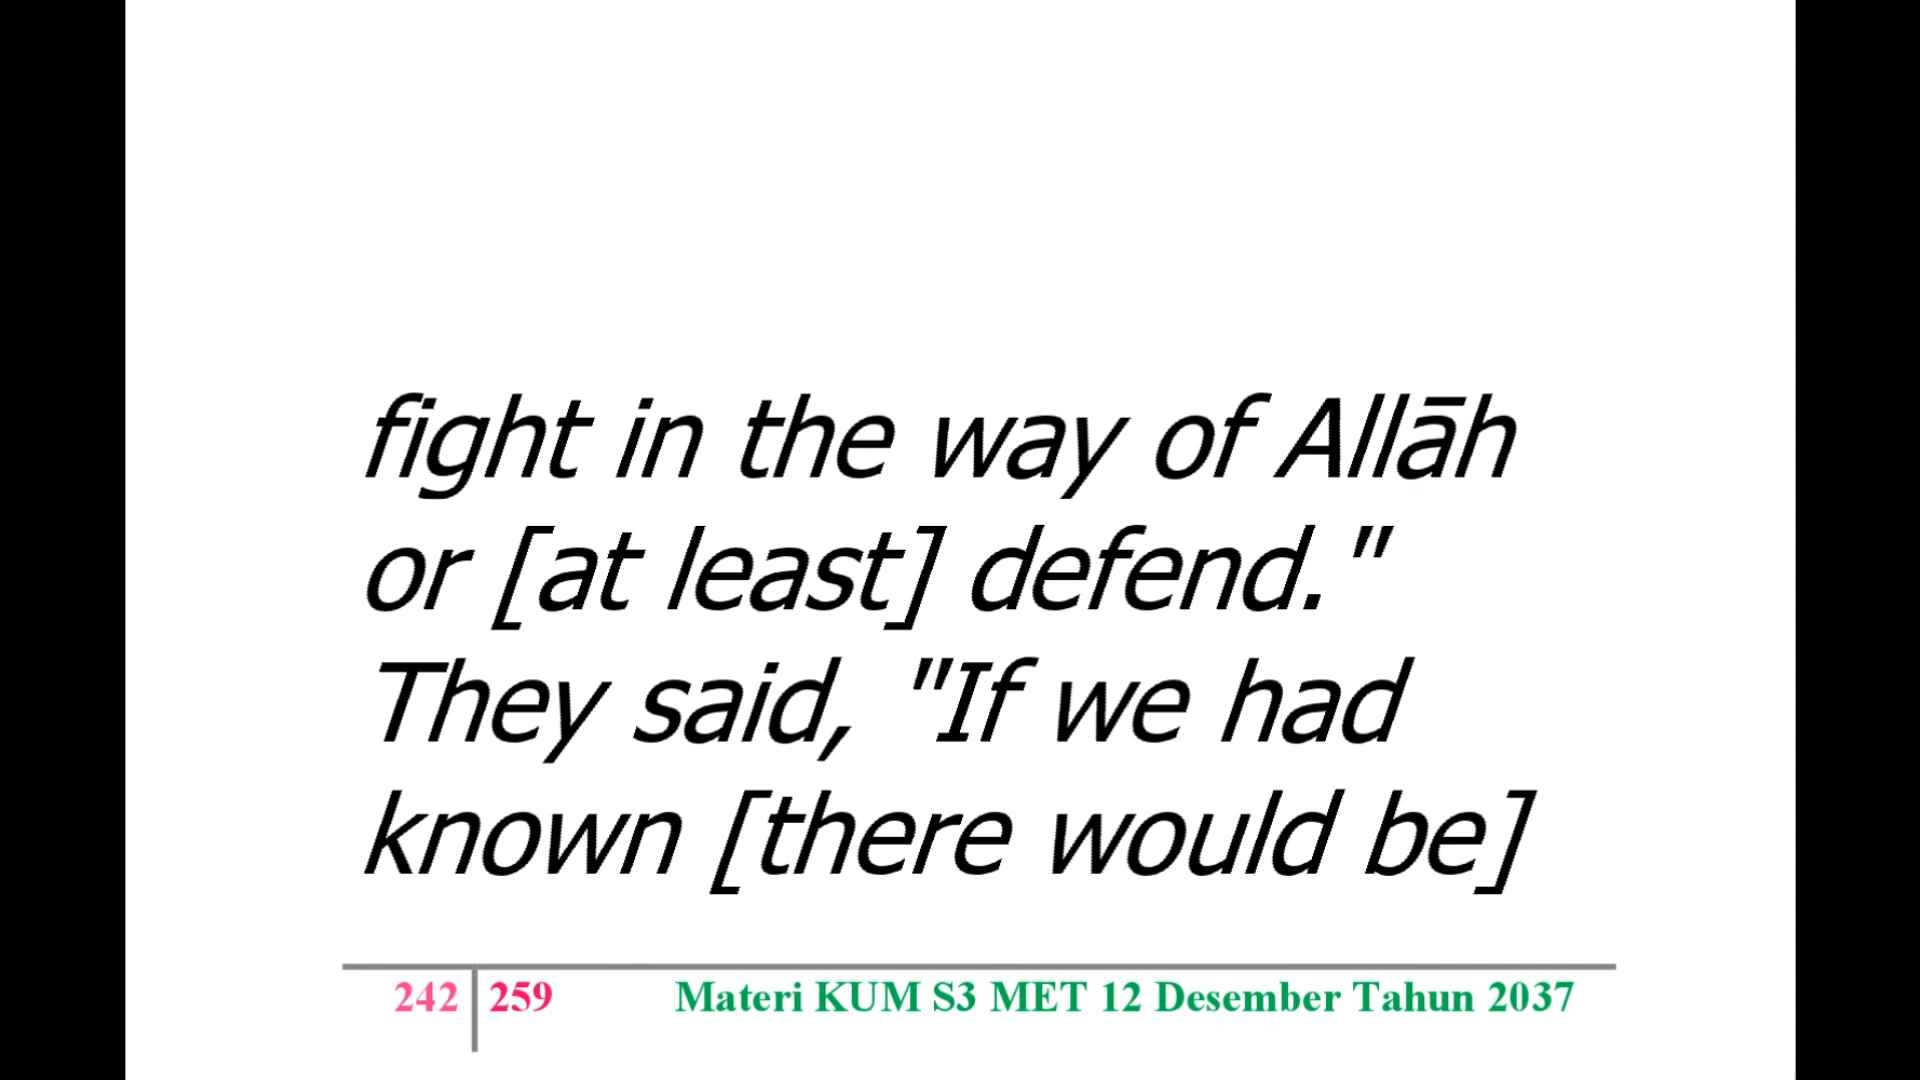 fight in the way of Allāh
or [at least] defend."
They said, "If we had
known [there would be]
242 259 Materi KUM S3 MET 12 Desember Tahun 2037